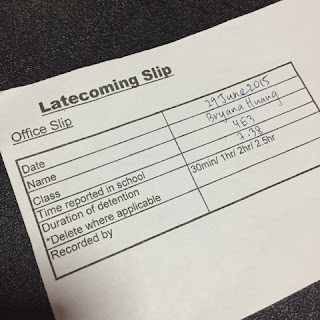 Latecoming Slip
Office Slip
Date 29 June 2015
Name Bryana Huang
Class 4E3
Time reported in school 7.38
Duration of detention 30min/ 1hr/ 2hr/ 2.5hr
*Delete where applicable
Recorded by